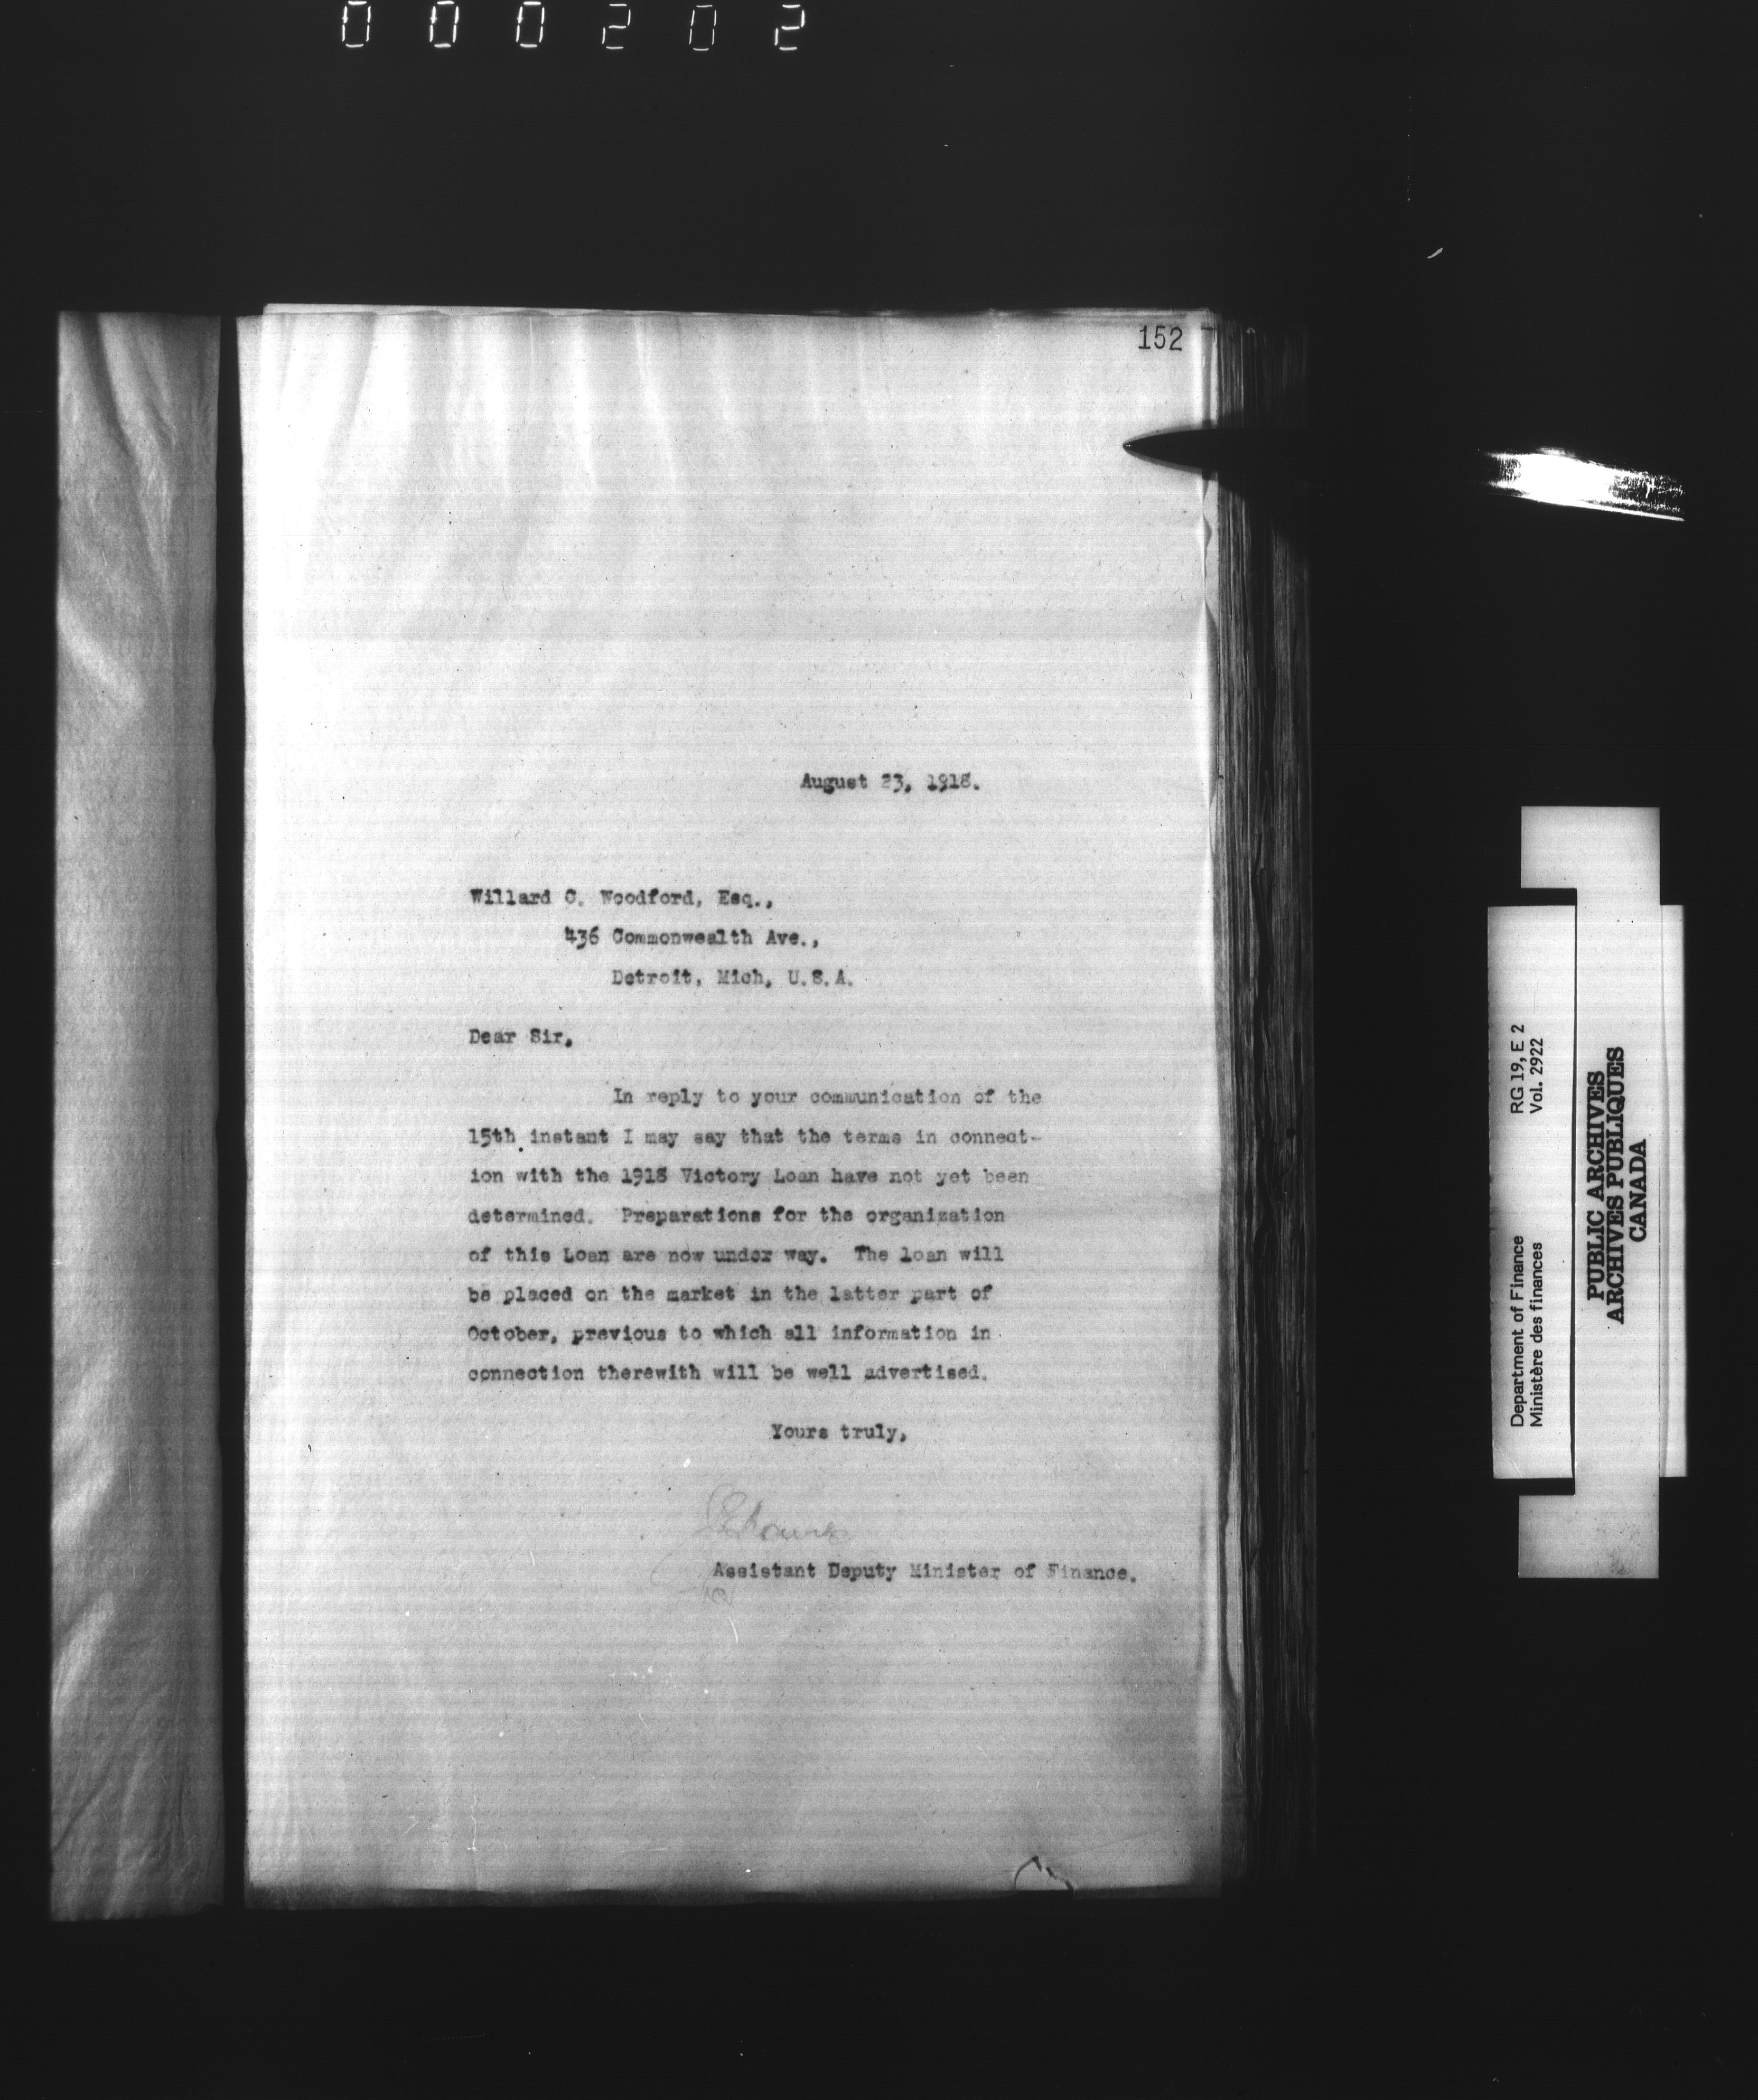 000202
152
August 23, 1918.
Willard C. Woodford, Esq.,
436 Commonwealth Ave.,
Detroit, Mich, U.S.A.
Dear Sir,
In reply to your communication of the
15th instant I may say that the terms in connect-
ion with the 1918 Victory Loan have not yet been
determined. Preparations for the organization
of this Loan are now under way. The loan will
be placed on the market in the latter part of
October, previous to which all information in
connection therewith will be well advertised.
Yours truly,
Assistant Deputy Minister of Finance.
Department of Finance RG 19, E 2
Ministère des finances Vol. 2922
PUBLIC ARCHIVES
ARCHIVES PUBLIQUES
CANADA